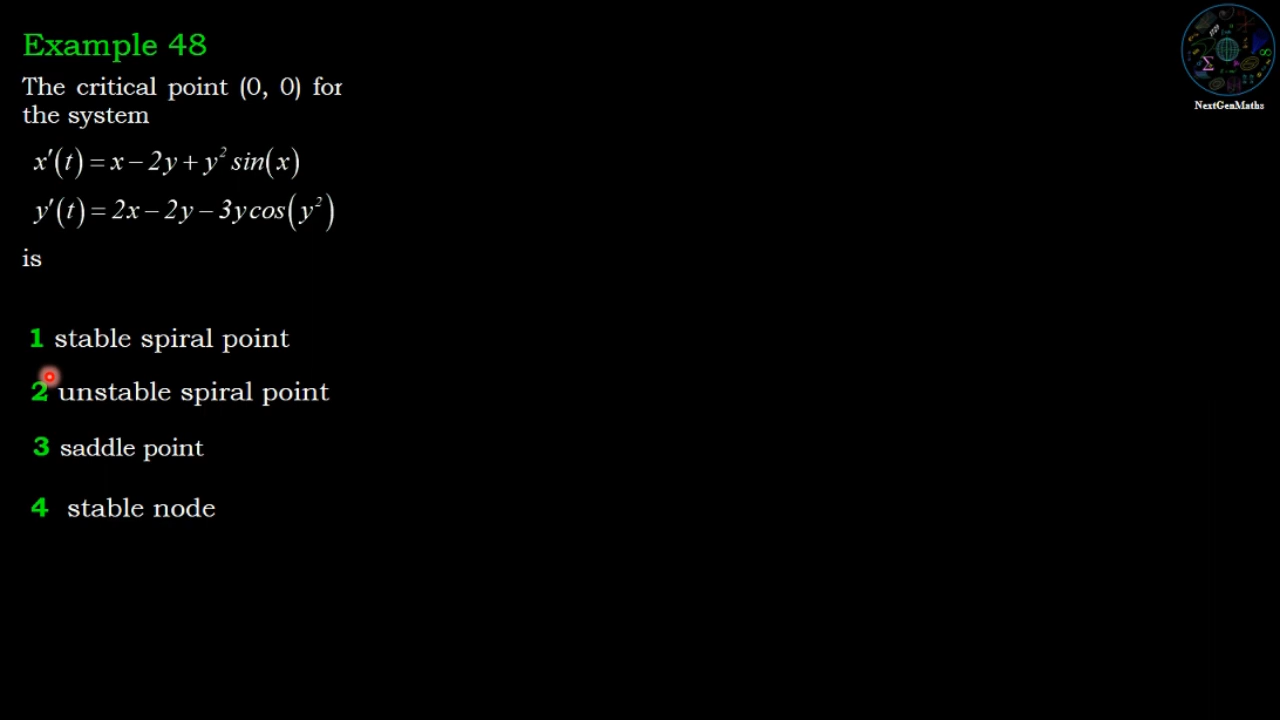 Example 48
The critical point (0, 0) for
the system
x′(t) = x − 2y + y² sin(x)
y′(t) = 2x − 2y − 3y cos(y²)
is
1 stable spiral point
2 unstable spiral point
3 saddle point
4 stable node
NextGenMaths